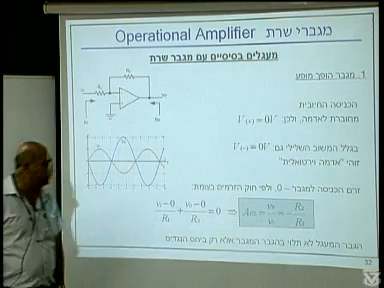 מגברי שרת Operational Amplifier
מעגלים בסיסיים עם מגבר שרת
1. מגבר הופך מופע
הכניסה החיובית
מחוברת לאדמה, ולכן: V(+) = 0V
בגלל המשוב השלילי גם: V(-) = 0V
זוהי "אדמה וירטואלית"
זרם הכניסה למגבר – 0, ולפי חוק הזרמים בצומת:
(vi-0)/R1 + (vo-0)/R2 = 0 ⇒ = vo/vi = -R2/R1
הגבר המעגל לא תלוי בהגבר המגבר אלא רק ביחס הנגדים
32